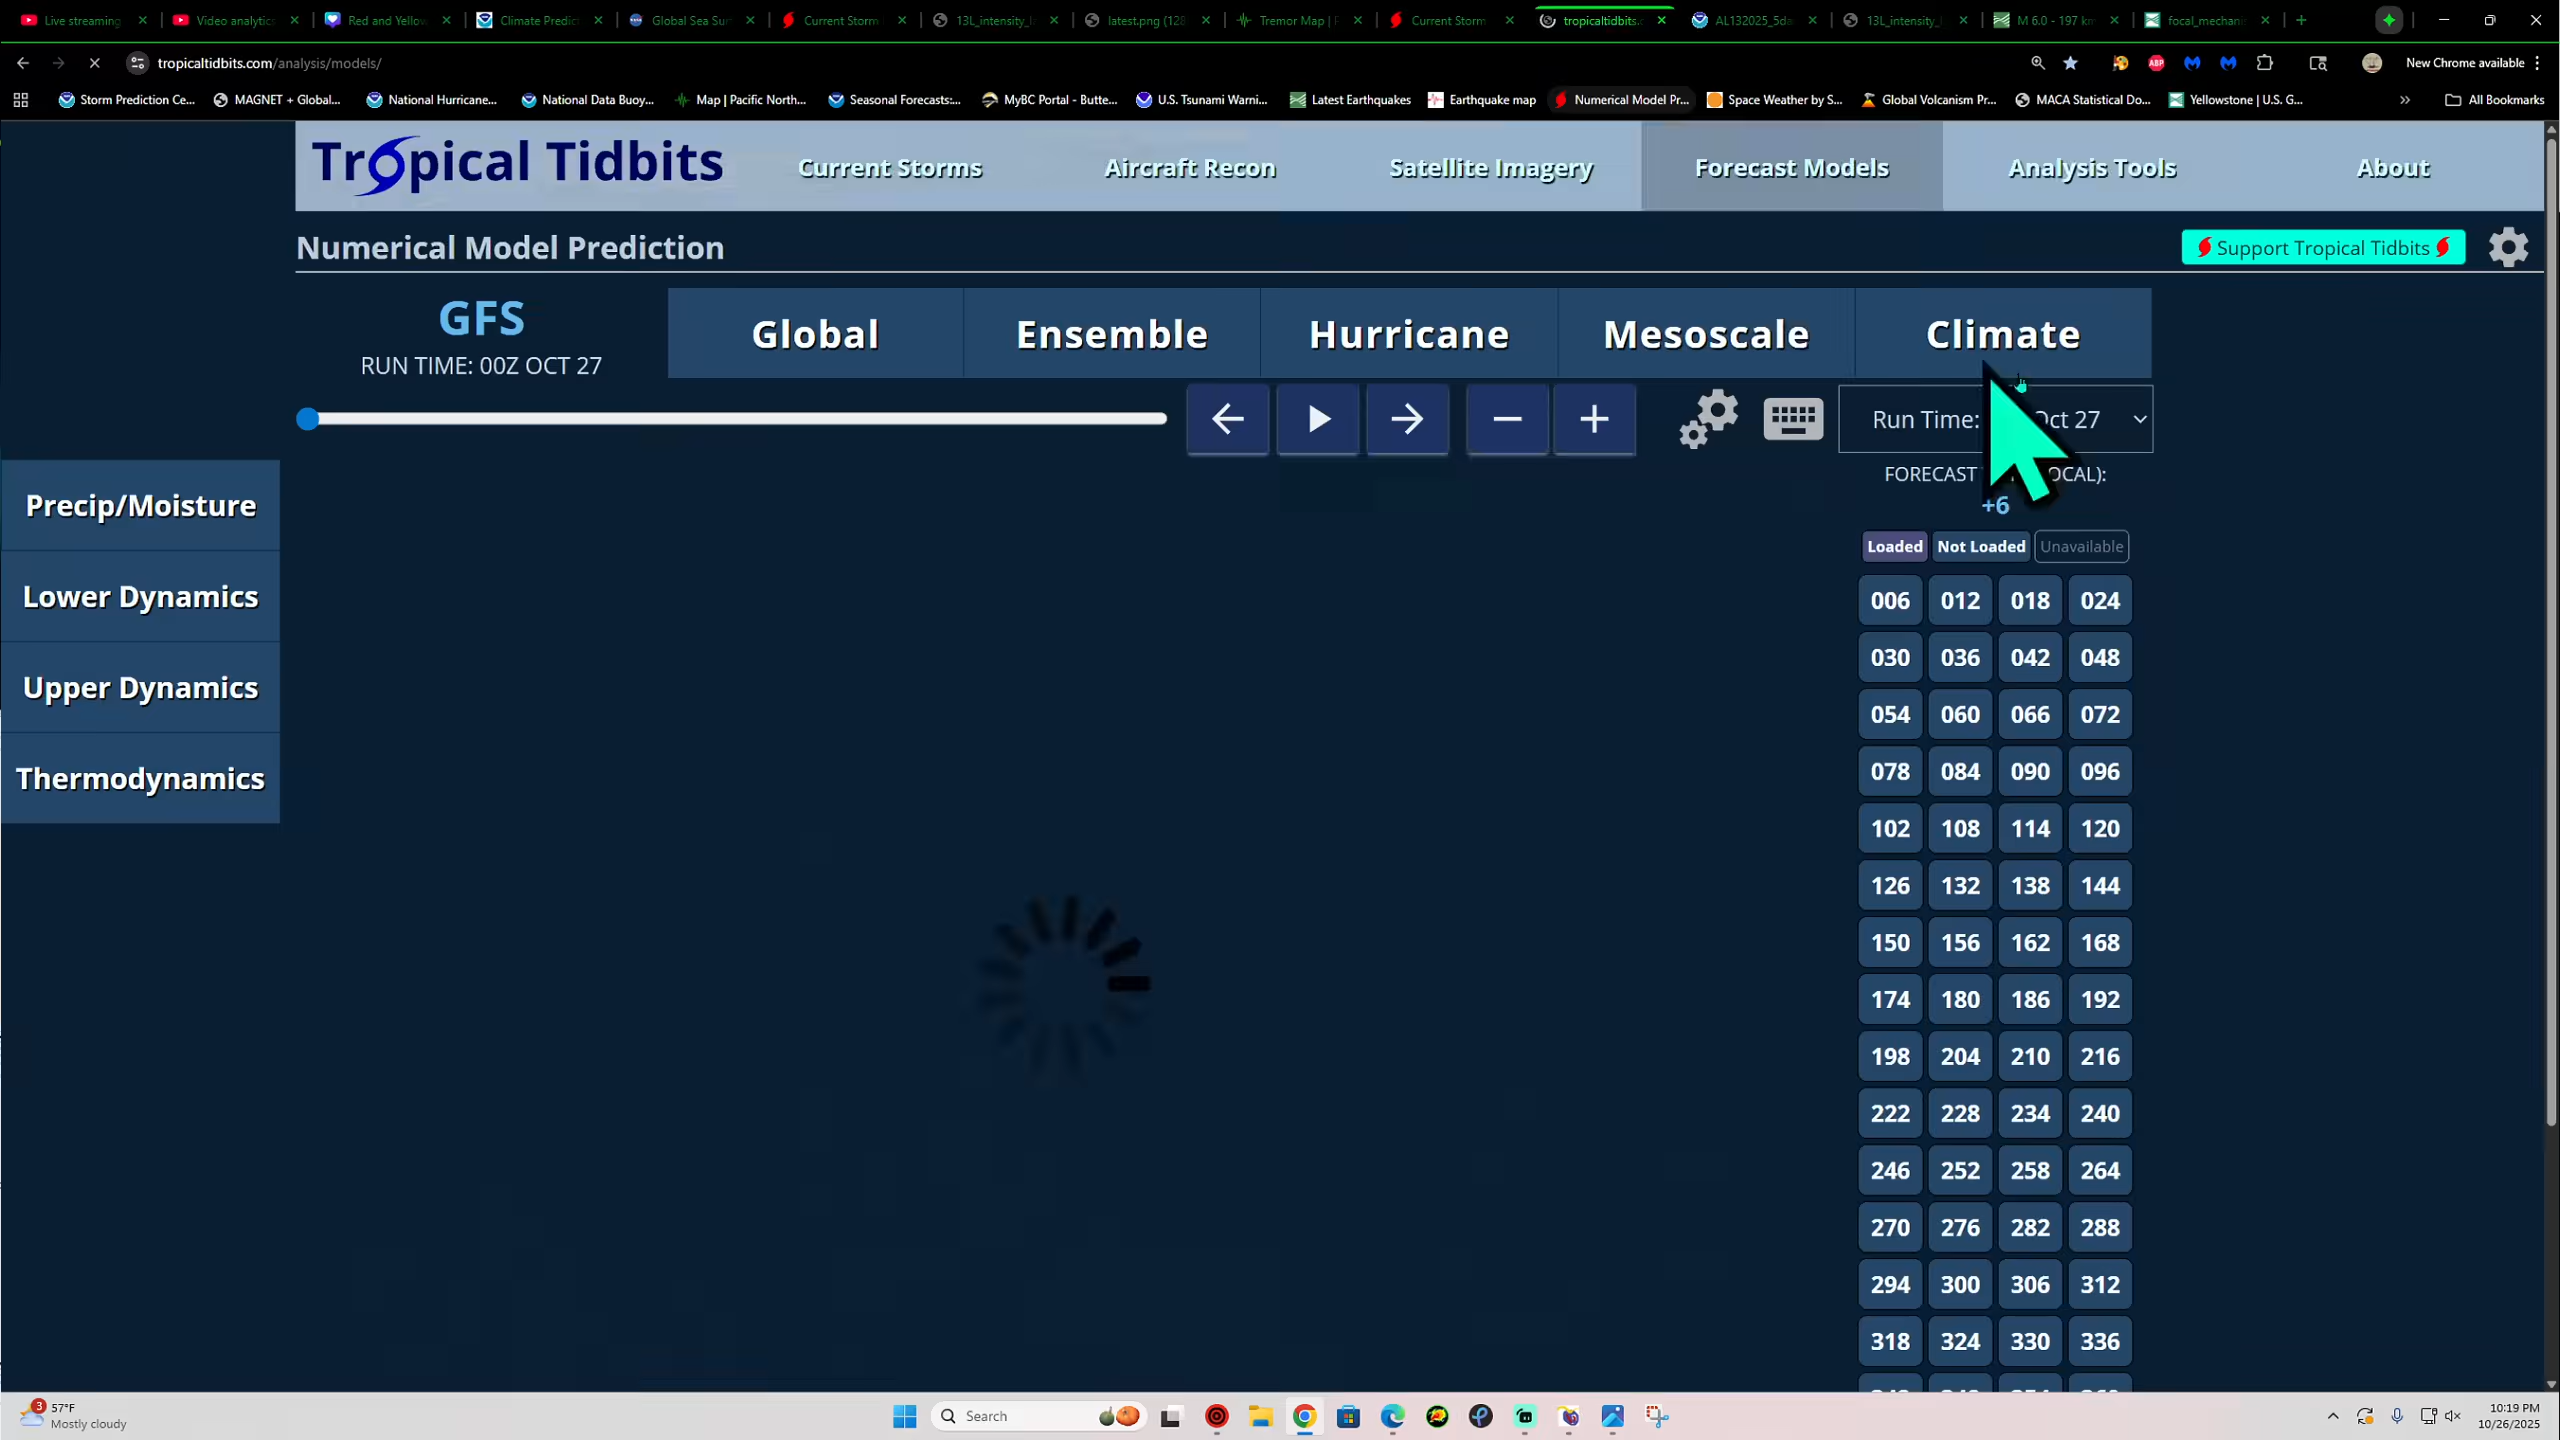 Live streaming
Video analytics
Red and Yellow
Climate Predic
Global Sea Sur
Current Storm
13L_intensity_l
latest.png (128
Tremor Map | P
Current Storm
tropicaltidbits.c
AL132025_5da
13L_intensity_l
M 6.0 - 197 km
focal_mechani
tropicaltidbits.com/analysis/models/
ABP
New Chrome available
Storm Prediction Ce...
MAGNET + Global...
National Hurricane...
National Data Buoy...
Map | Pacific North...
Seasonal Forecasts:...
MyBC Portal - Butte...
U.S. Tsunami Warni...
Latest Earthquakes
Earthquake map
Numerical Model Pr...
Space Weather by S...
Global Volcanism Pr...
MACA Statistical Do...
Yellowstone | U.S. G...
All Bookmarks
Tropical Tidbits
Current Storms
Aircraft Recon
Satellite Imagery
Forecast Models
Analysis Tools
About
Numerical Model Prediction
Support Tropical Tidbits
GFS
RUN TIME: 00Z OCT 27
Global
Ensemble
Hurricane
Mesoscale
Climate
Run Time: Oct 27
FORECAST OCAL):
+6
Loaded Not Loaded Unavailable
Precip/Moisture
Lower Dynamics
Upper Dynamics
Thermodynamics
006 012 018 024
030 036 042 048
054 060 066 072
078 084 090 096
102 108 114 120
126 132 138 144
150 156 162 168
174 180 186 192
198 204 210 216
222 228 234 240
246 252 258 264
270 276 282 288
294 300 306 312
318 324 330 336
3
57°F
Mostly cloudy
Search
10:19 PM
10/26/2025